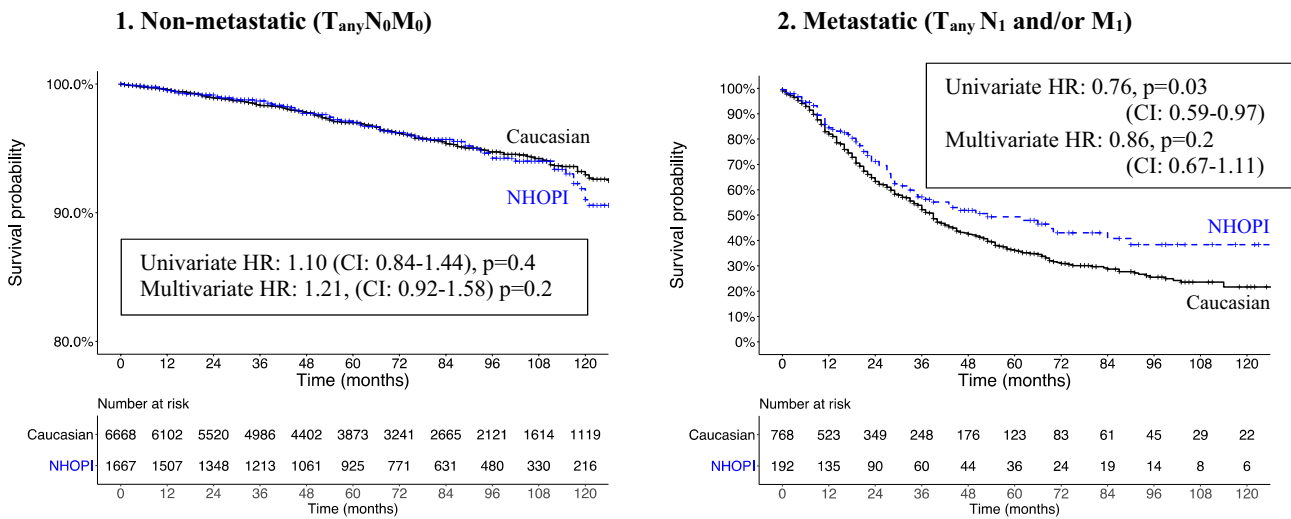 1. Non-metastatic (TanyN0M0)
100.0%
90.0%
80.0%
Survival probability
Caucasian
NHOPI
Univariate HR: 1.10 (CI: 0.84-1.44), p=0.4
Multivariate HR: 1.21, (CI: 0.92-1.58) p=0.2
0 12 24 36 48 60 72 84 96 108 120
Time (months)
Number at risk
Caucasian 6668 6102 5520 4986 4402 3873 3241 2665 2121 1614 1119
NHOPI 1667 1507 1348 1213 1061 925 771 631 480 330 216
0 12 24 36 48 60 72 84 96 108 120
Time (months)
2. Metastatic (Tany N1 and/or M1)
100%
90%
80%
70%
60%
50%
40%
30%
20%
10%
0%
Survival probability
Univariate HR: 0.76, p=0.03
(CI: 0.59-0.97)
Multivariate HR: 0.86, p=0.2
(CI: 0.67-1.11)
NHOPI
Caucasian
0 12 24 36 48 60 72 84 96 108 120
Time (months)
Number at risk
Caucasian 768 523 349 248 176 123 83 61 45 29 22
NHOPI 192 135 90 60 44 36 24 19 14 8 6
0 12 24 36 48 60 72 84 96 108 120
Time (months)